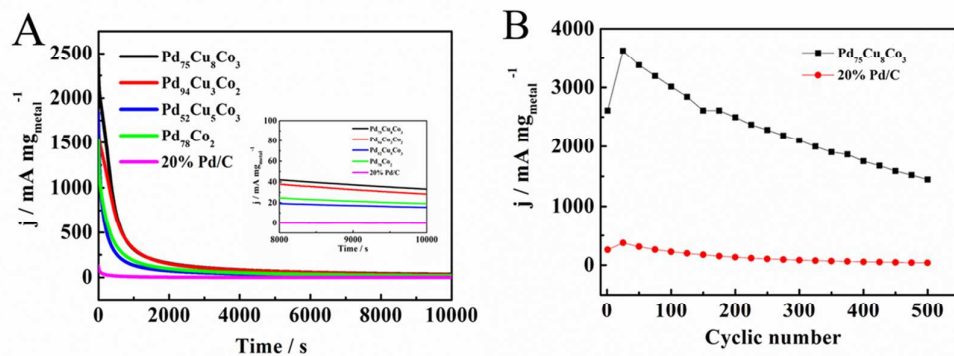 A
2500
2000
1500
1000
500
0
j / mA mg_metal^-1
Pd75Cu8Co3
Pd94Cu3Co2
Pd52Cu5Co3
Pd78Co2
20% Pd/C
100
80
60
40
20
0
j / mA mg_metal^-1
20% Pd/C
8000 9000 10000
Time / s
0 2000 4000 6000 8000 10000
Time / s
B
4000
3000
2000
1000
0
j / mA mg_metal^-1
Pd75Cu8Co3
20% Pd/C
0 100 200 300 400 500
Cyclic number